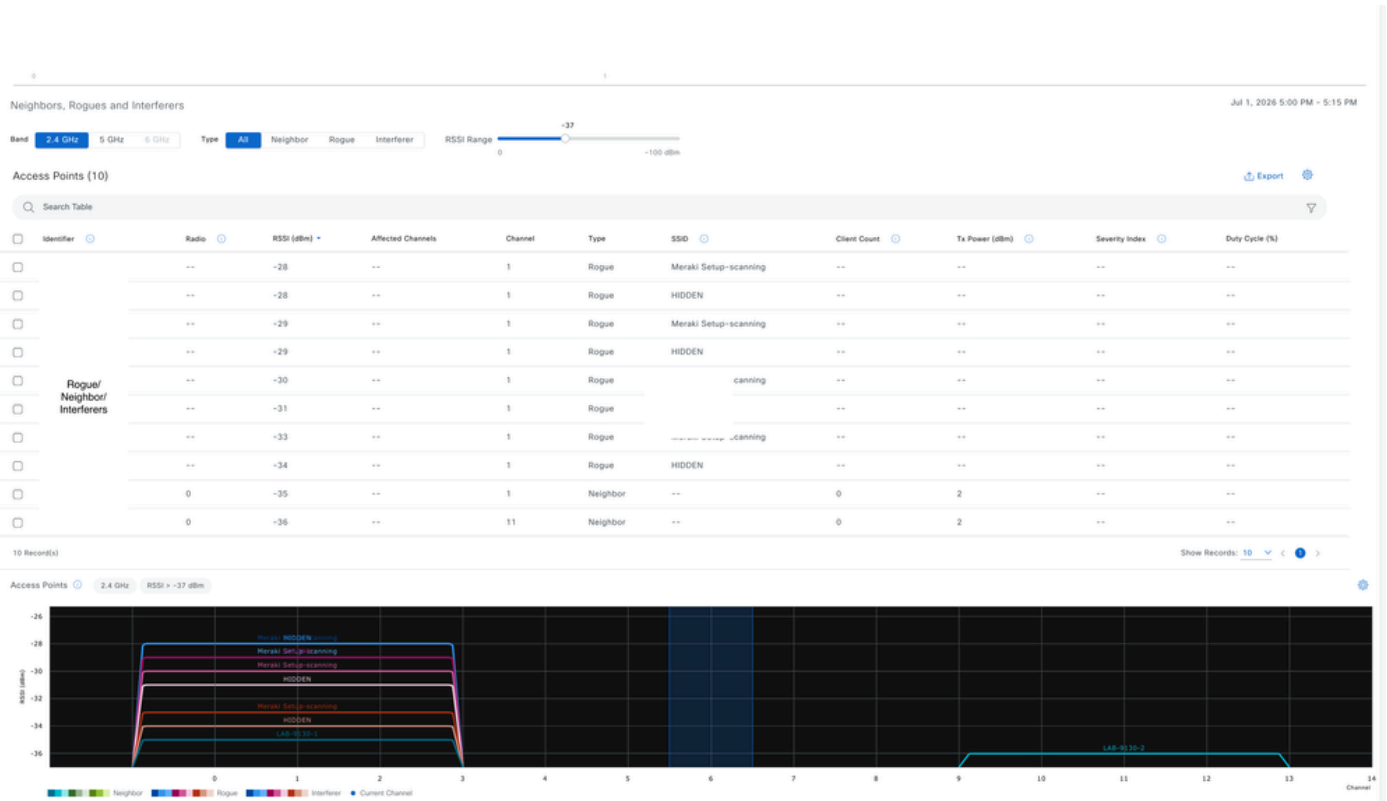 0 1
Neighbors, Rogues and Interferers Jul 1, 2026 5:00 PM - 5:15 PM
-37
Band 2.4 GHz 5 GHz 6 GHz Type All Neighbor Rogue Interferer RSSI Range
0 -100 dBm
Access Points (10) Export
Search Table
Identifier Radio RSSI (dBm) Affected Channels Channel Type SSID Client Count Tx Power (dBm) Severity Index Duty Cycle (%)
-- -28 -- 1 Rogue Meraki Setup-scanning -- -- -- --
-- -28 -- 1 Rogue HIDDEN -- -- -- --
-- -29 -- 1 Rogue Meraki Setup-scanning -- -- -- --
-- -29 -- 1 Rogue HIDDEN -- -- -- --
-- -30 -- 1 Rogue canning -- -- -- --
Rogue/
Neighbor/
Interferers
-- -31 -- 1 Rogue -- -- -- --
-- -33 -- 1 Rogue canning -- -- -- --
-- -34 -- 1 Rogue HIDDEN -- -- -- --
0 -35 -- 1 Neighbor -- 0 2 -- --
0 -36 -- 11 Neighbor -- 0 2 -- --
10 Record(s) Show Records: 10 1
Access Points 2.4 GHz RSSI > -37 dBm
RSSI (dBm)
-26
-28
-30
-32
-34
-36
HIDDEN
Meraki Setup-scanning
Meraki Setup-scanning
HIDDEN
Meraki Setup-scanning
HIDDEN
LAB-9130-1
LAB-9130-2
0 1 2 3 4 5 6 7 8 9 10 11 12 13 14
Channel
Neighbor Rogue Interferer Current Channel